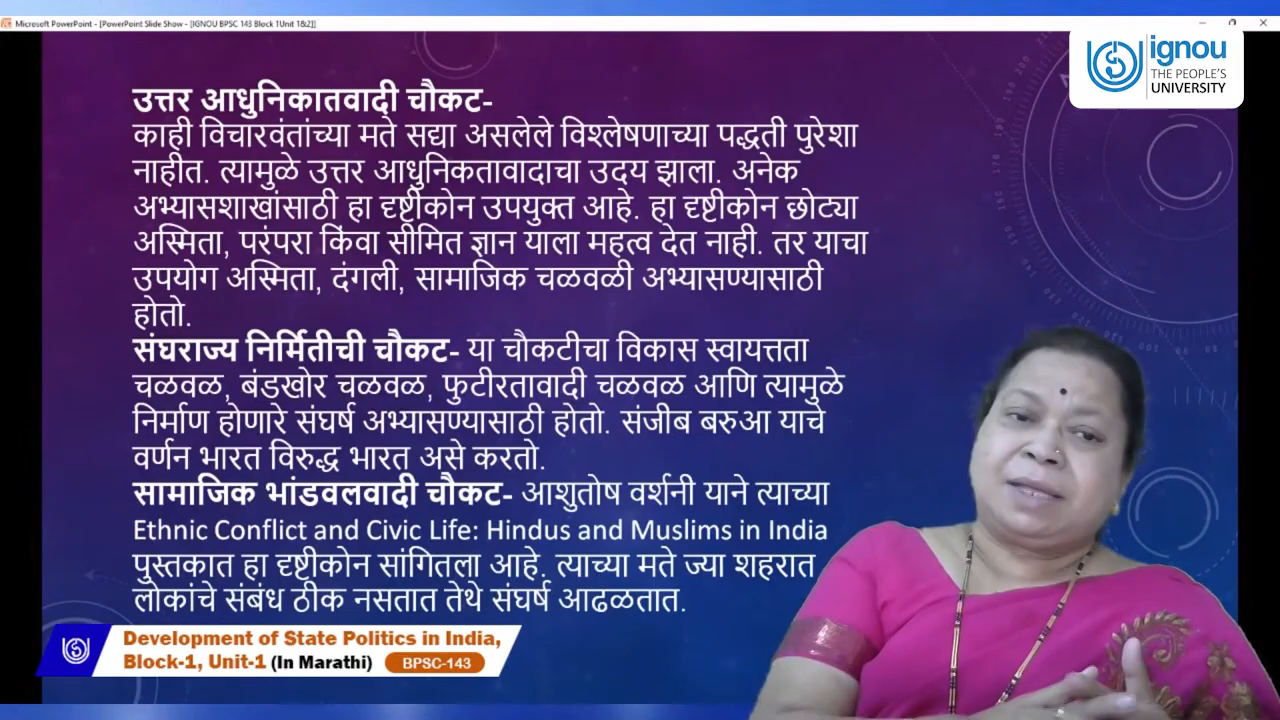 Microsoft PowerPoint - [PowerPoint Slide Show - [IGNOU BPSC 143 Block 1Unit 1&2]]
ignou
THE PEOPLE'S
UNIVERSITY
उत्तर आधुनिकातवादी चौकट-
काही विचारवंतांच्या मते सद्या असलेले विश्लेषणाच्या पद्धती पुरेशा
नाहीत. त्यामुळे उत्तर आधुनिकतावादाचा उदय झाला. अनेक
अभ्यासशाखांसाठी हा दृष्टीकोन उपयुक्त आहे. हा दृष्टीकोन छोट्या
अस्मिता, परंपरा किंवा सीमित ज्ञान याला महत्व देत नाही. तर याचा
उपयोग अस्मिता, दंगली, सामाजिक चळवळी अभ्यासण्यासाठी
होतो.
संघराज्य निर्मितीची चौकट- या चौकटीचा विकास स्वायत्तता
चळवळ, बंडखोर चळवळ, फुटीरतावादी चळवळ आणि त्यामुळे
निर्माण होणारे संघर्ष अभ्यासण्यासाठी होतो. संजीब बरुआ याचे
वर्णन भारत विरुद्ध भारत असे करतो.
सामाजिक भांडवलवादी चौकट- आशुतोष वर्शनी याने त्याच्या
Ethnic Conflict and Civic Life: Hindus and Muslims in India
पुस्तकात हा दृष्टीकोन सांगितला आहे. त्याच्या मते ज्या शहरात
लोकांचे संबंध ठीक नसतात तेथे संघर्ष आढळतात.
Development of State Politics in India,
Block-1, Unit-1 (In Marathi) BPSC-143